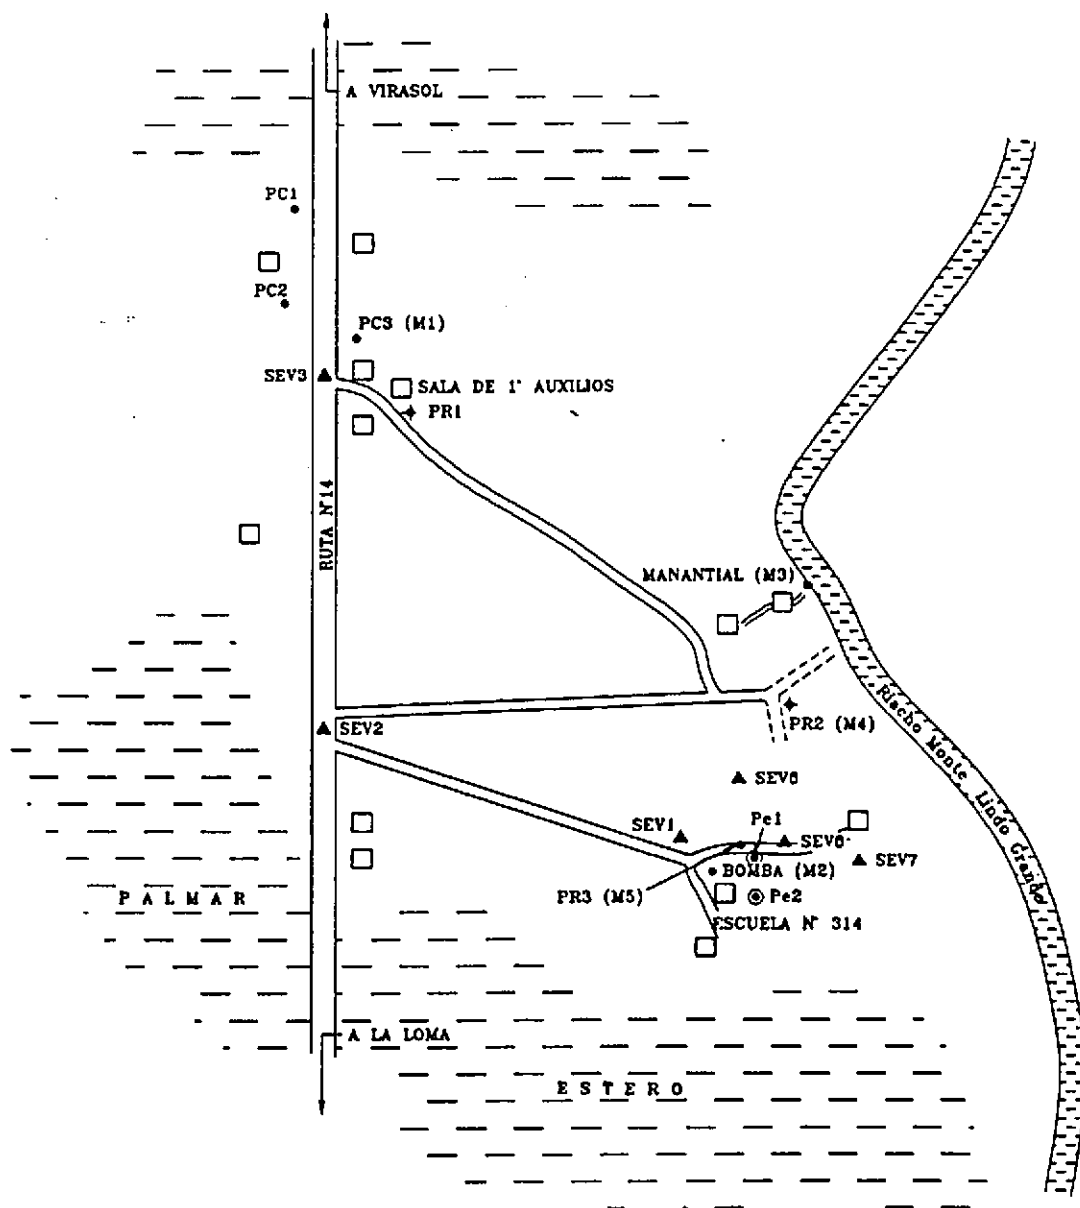 A VIRASOL
PC1
PC2
PC3 (M1)
SEV3
SALA DE 1° AUXILIOS
PR1
RUTA N°14
MANANTIAL (M3)
SEV2
PR2 (M4)
Riacho Monte Lindo Grande
SEV8
SEV1
Pe1
SEV6
SEV7
BOMBA (M2)
PR3 (M5)
Pe2
PALMAR
ESCUELA N° 314
A LA LOMA
ESTERO